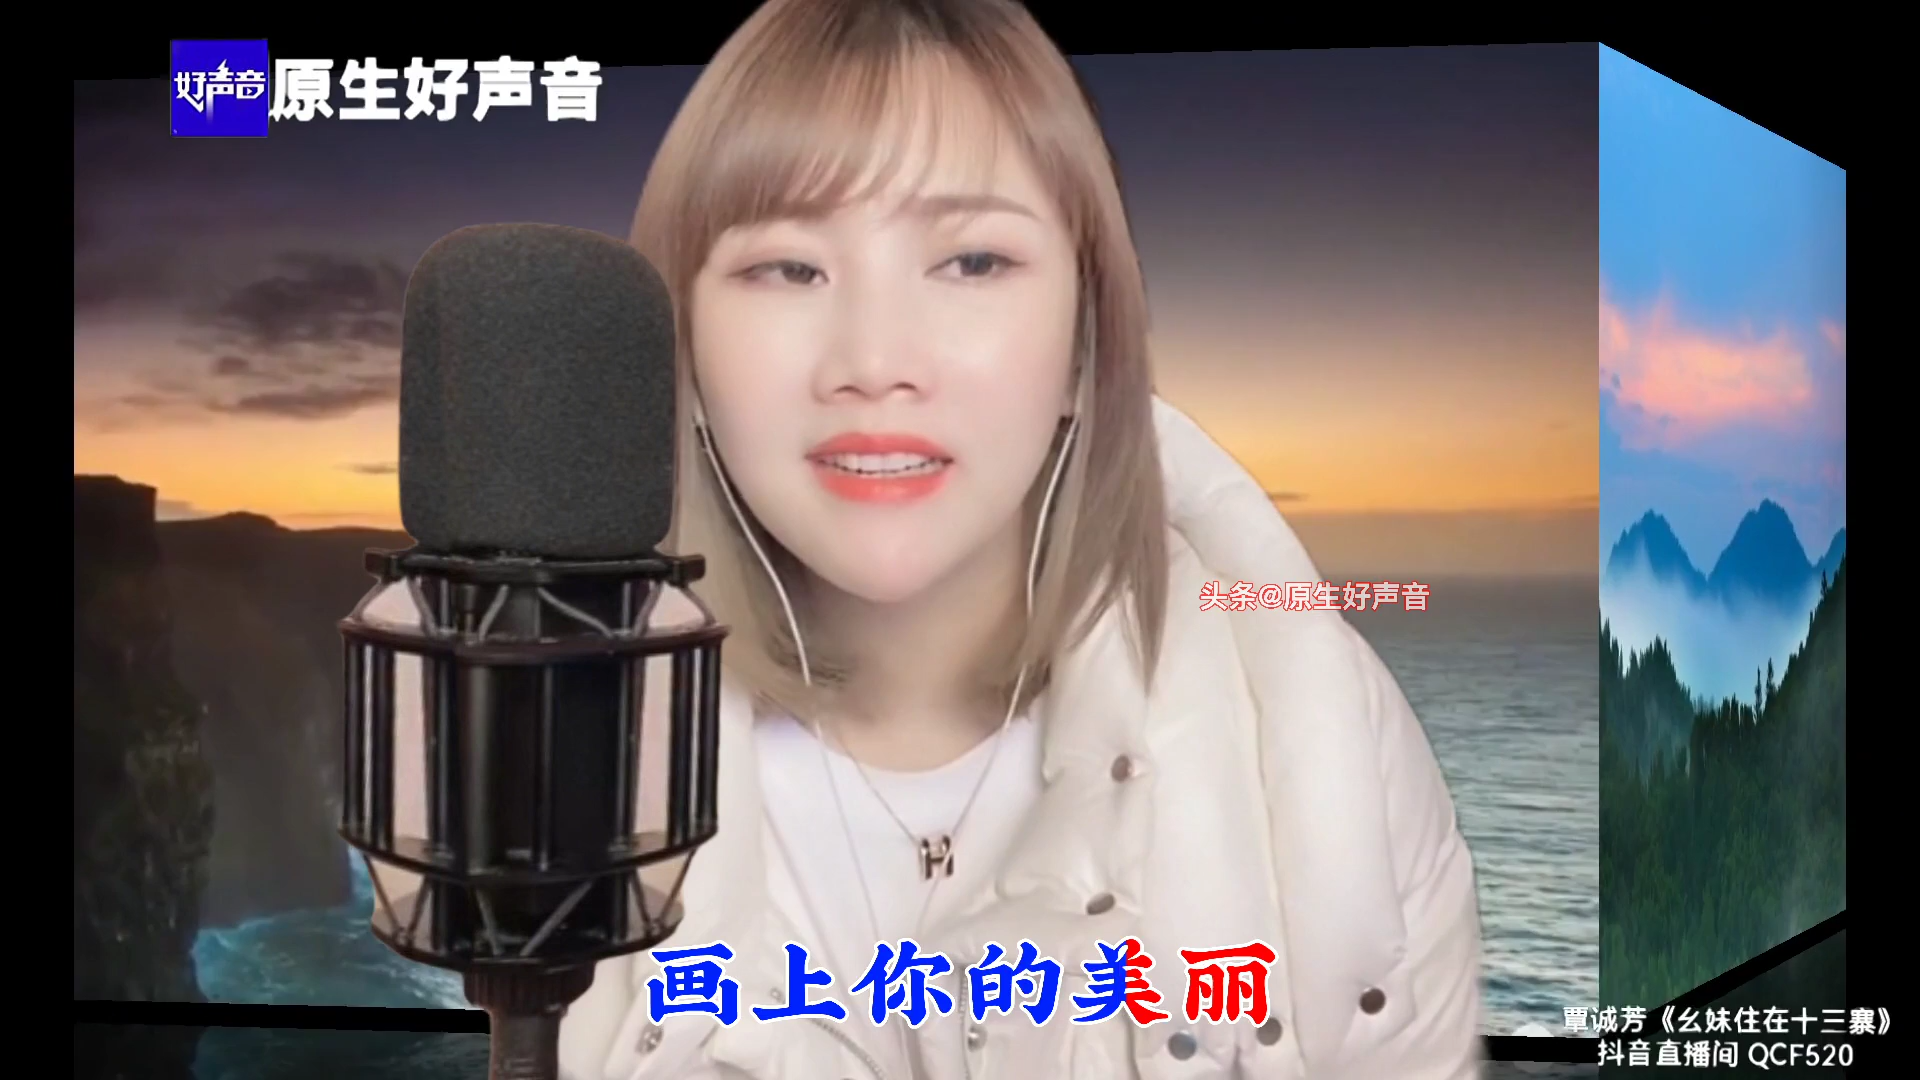 好声音
原生好声音
头条@原生好声音
画上你的美丽
覃诚芳《幺妹住在十三寨》
抖音直播间 QCF520